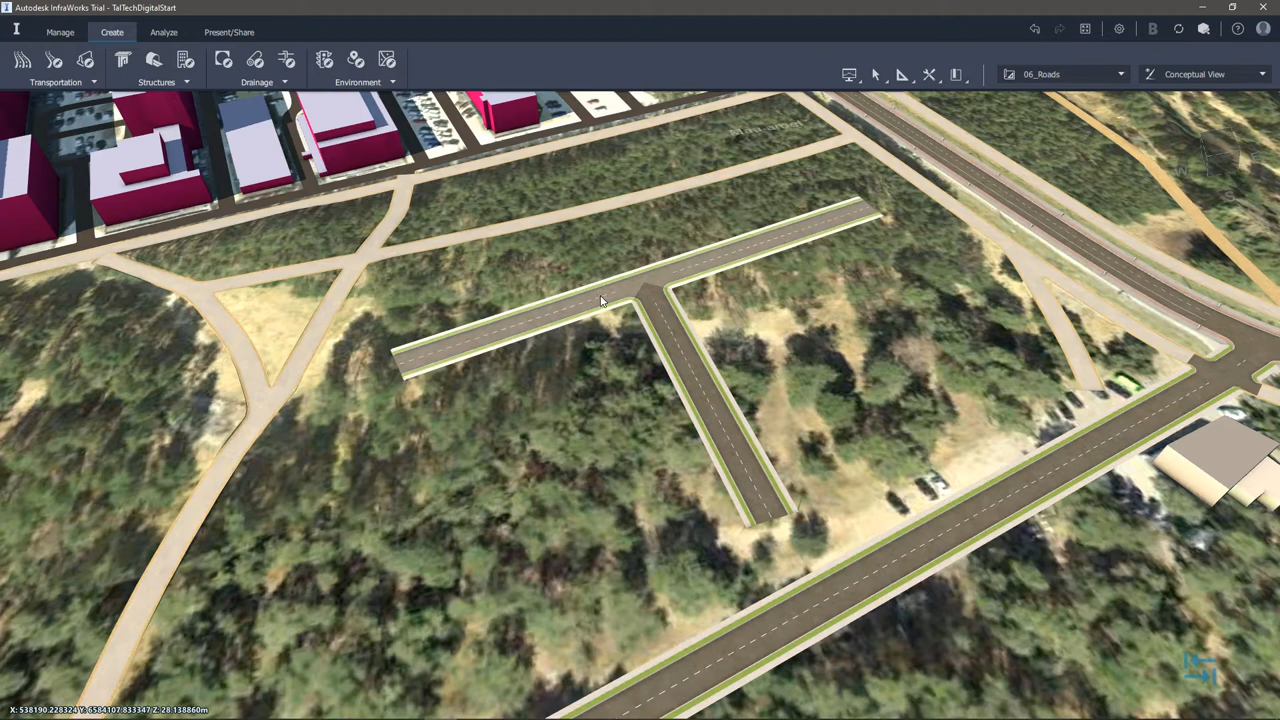 Autodesk InfraWorks Trial - TalTechDigitalStart
Manage Create Analyze Present/Share
Transportation Structures Drainage Environment
06_Roads Conceptual View
X: 538190.228324 Y: 6584107.833347 Z: 28.138860m